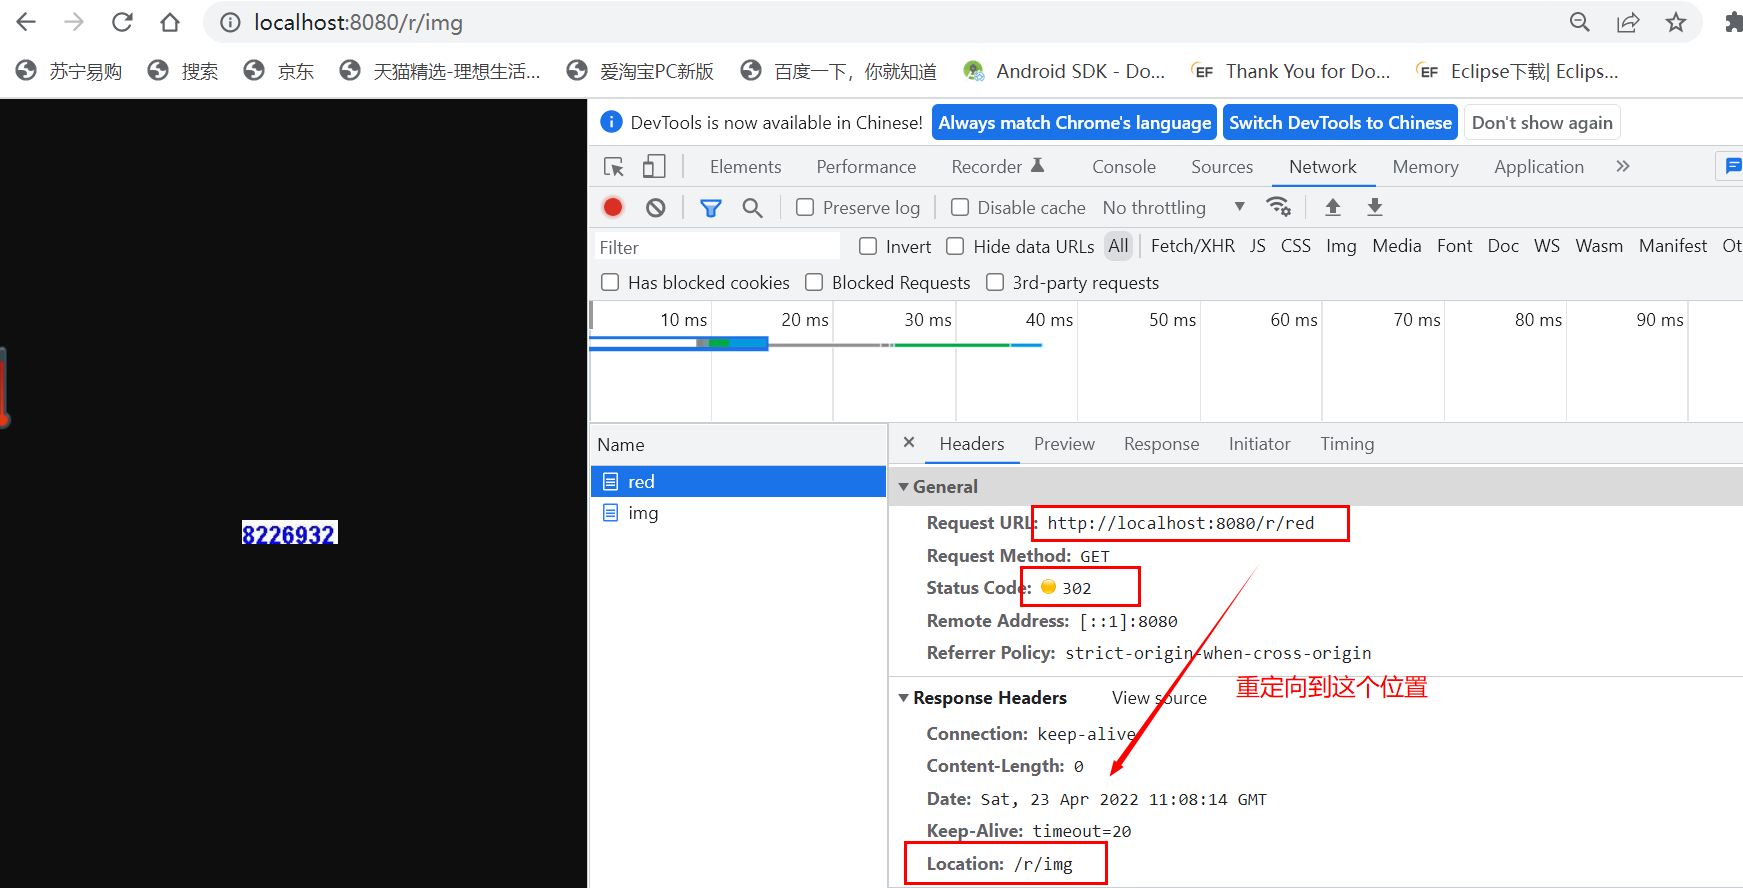 localhost:8080/r/img
苏宁易购 搜索 京东 天猫精选-理想生活... 爱淘宝PC新版 百度一下，你就知道 Android SDK - Do... EF Thank You for Do... EF Eclipse下载| Eclips...
DevTools is now available in Chinese! Always match Chrome's language Switch DevTools to Chinese Don't show again
Elements Performance Recorder Console Sources Network Memory Application »
Preserve log Disable cache No throttling
Filter Invert Hide data URLs All Fetch/XHR JS CSS Img Media Font Doc WS Wasm Manifest Ot
Has blocked cookies Blocked Requests 3rd-party requests
10 ms 20 ms 30 ms 40 ms 50 ms 60 ms 70 ms 80 ms 90 ms
Name
red
img
8226932
× Headers Preview Response Initiator Timing
General
Request URL: http://localhost:8080/r/red
Request Method: GET
Status Code: 302
Remote Address: [::1]:8080
Referrer Policy: strict-origin-when-cross-origin
重定向到这个位置
Response Headers View source
Connection: keep-alive
Content-Length: 0
Date: Sat, 23 Apr 2022 11:08:14 GMT
Keep-Alive: timeout=20
Location: /r/img